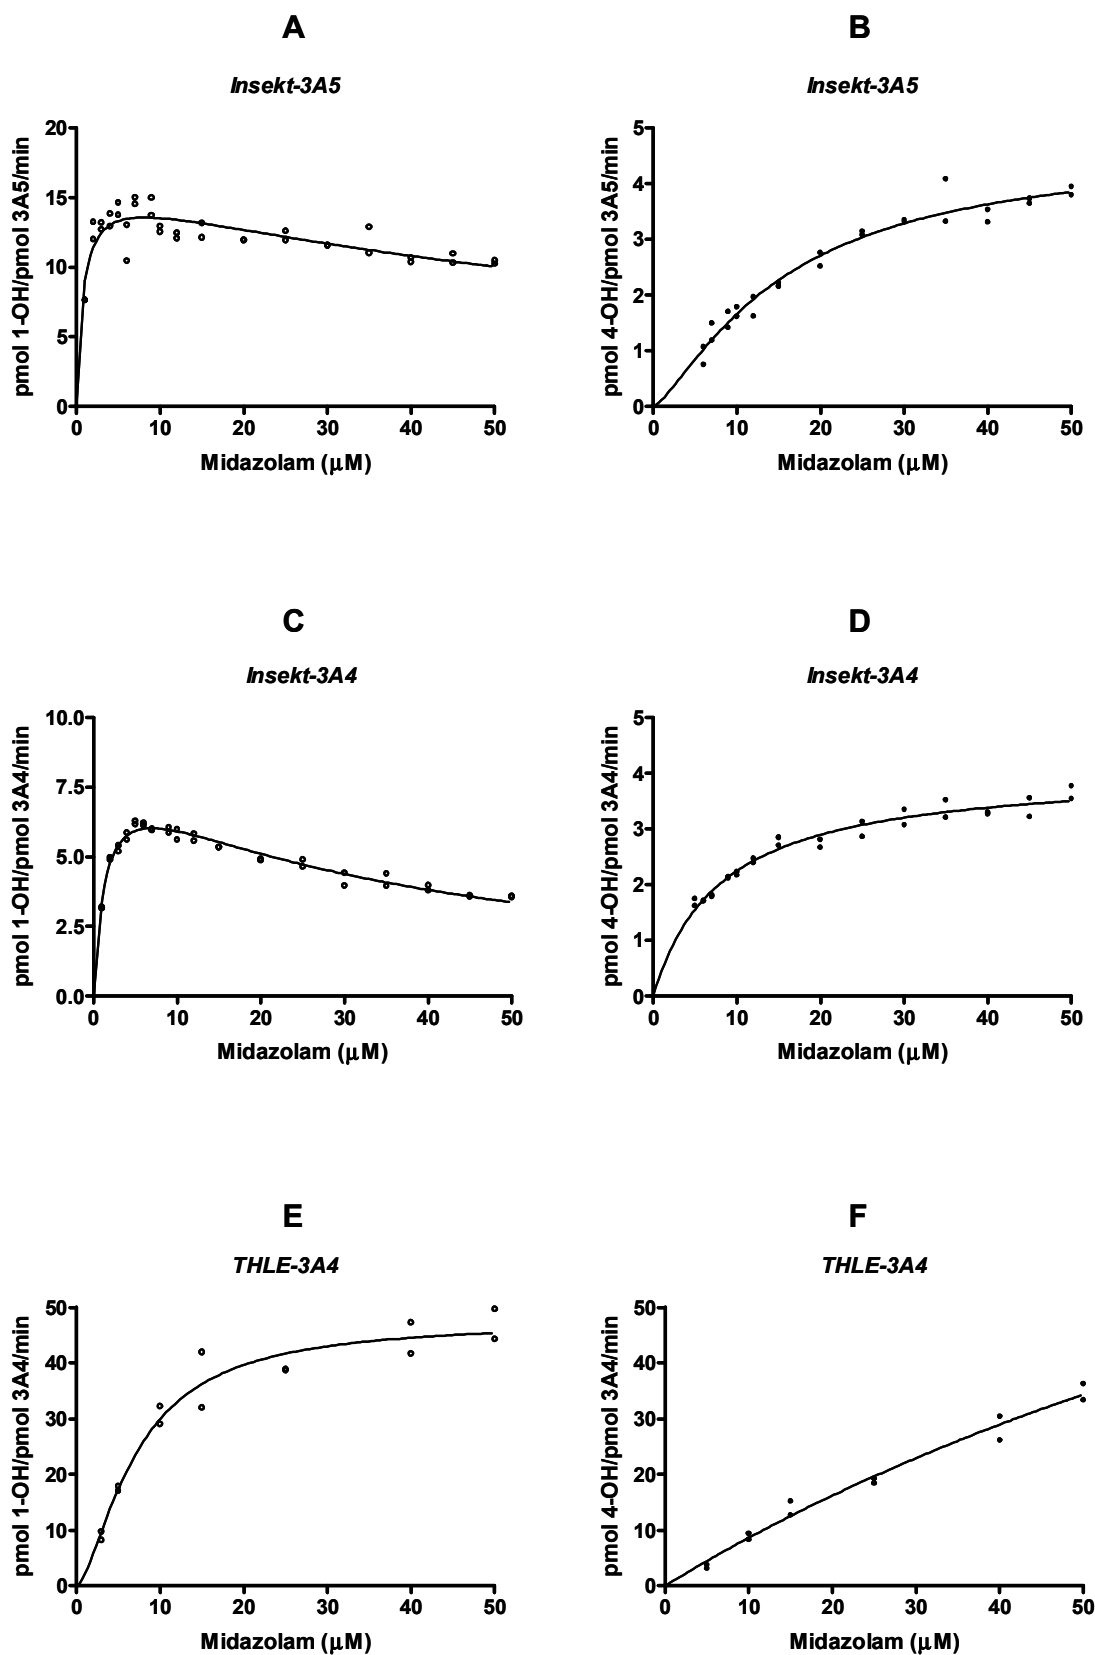 A
Insekt-3A5
pmol 1-OH/pmol 3A5/min
20
15
10
5
0
0 10 20 30 40 50
Midazolam (μM)
B
Insekt-3A5
pmol 4-OH/pmol 3A5/min
5
4
3
2
1
0
0 10 20 30 40 50
Midazolam (μM)
C
Insekt-3A4
pmol 1-OH/pmol 3A4/min
10.0
7.5
5.0
2.5
0.0
0 10 20 30 40 50
Midazolam (μM)
D
Insekt-3A4
pmol 4-OH/pmol 3A4/min
5
4
3
2
1
0
0 10 20 30 40 50
Midazolam (μM)
E
THLE-3A4
pmol 1-OH/pmol 3A4/min
50
40
30
20
10
0
0 10 20 30 40 50
Midazolam (μM)
F
THLE-3A4
pmol 4-OH/pmol 3A4/min
50
40
30
20
10
0
0 10 20 30 40 50
Midazolam (μM)